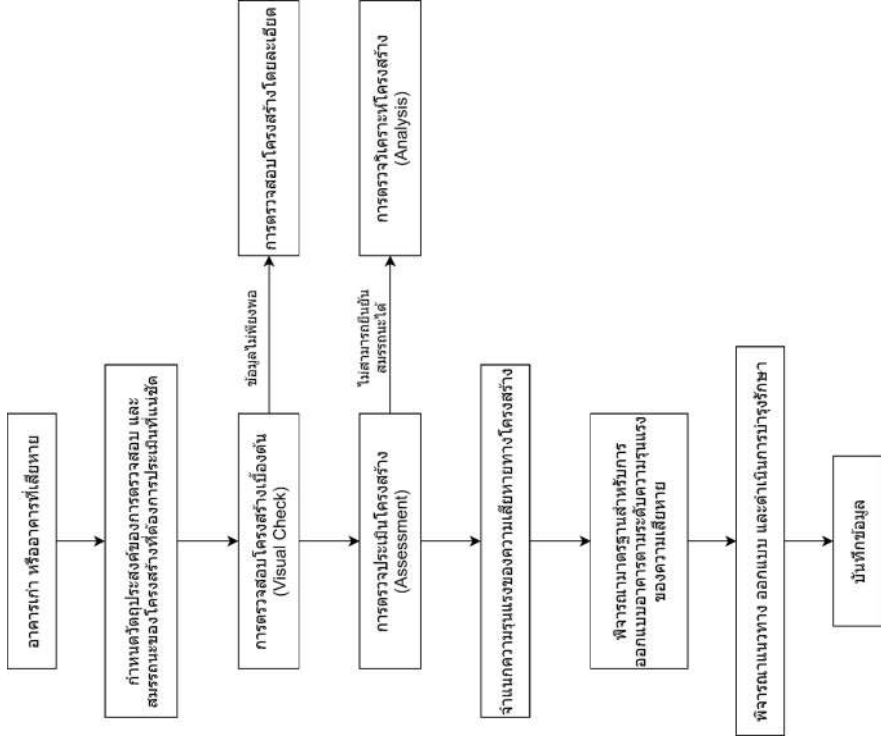 อาคารเก่า หรืออาคารที่เสียหาย
กำหนดวัตถุประสงค์ของการตรวจสอบ และ
สมรรถนะของโครงสร้างที่ต้องการประเมินที่แน่ชัด
การตรวจสอบโครงสร้างเบื้องต้น
(Visual Check)
ข้อมูลไม่เพียงพอ
การตรวจสอบโครงสร้างโดยละเอียด
การตรวจประเมินโครงสร้าง
(Assessment)
ไม่สามารถยืนยัน
สมรรถนะได้
การตรวจวิเคราะห์โครงสร้าง
(Analysis)
จำแนกความรุนแรงของความเสียหายทางโครงสร้าง
พิจารณามาตรฐานสำหรับการ
ออกแบบอาคารตามระดับความรุนแรง
ของความเสียหาย
พิจารณาแนวทาง ออกแบบ และดำเนินการบำรุงรักษา
บันทึกข้อมูล